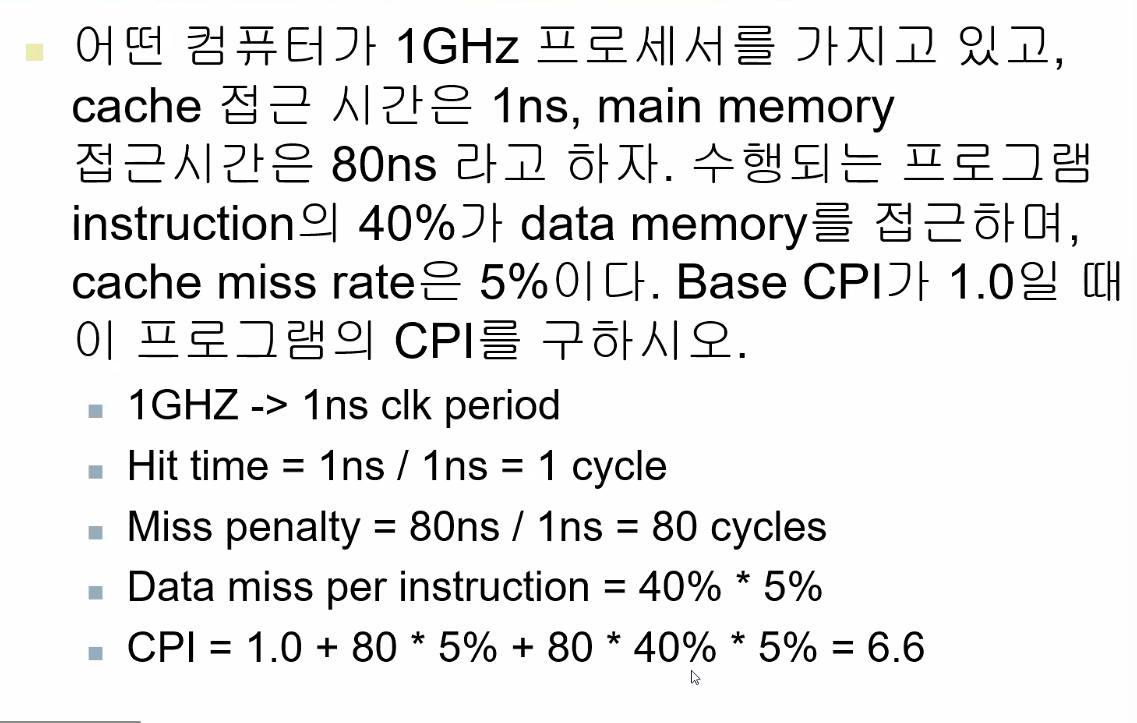 어떤 컴퓨터가 1GHz 프로세서를 가지고 있고,
cache 접근 시간은 1ns, main memory
접근시간은 80ns 라고 하자. 수행되는 프로그램
instruction의 40%가 data memory를 접근하며,
cache miss rate은 5%이다. Base CPI가 1.0일 때
이 프로그램의 CPI를 구하시오.
1GHZ -> 1ns clk period
Hit time = 1ns / 1ns = 1 cycle
Miss penalty = 80ns / 1ns = 80 cycles
Data miss per instruction = 40% * 5%
CPI = 1.0 + 80 * 5% + 80 * 40% * 5% = 6.6